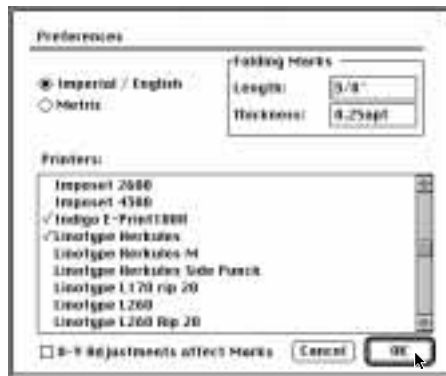 Preferences
Folding Marks
Imperial / English
Metric
Length: 5/8"
Thickness: 0.25apt
Printers:
Imposet 2600
Imposet 4300
✓Indigo E-Print1000
✓Linotype Herkules
Linotype Herkules M
Linotype Herkules Side Punch
Linotype L170 rip 20
Linotype L260
Linotype L260 Rip 20
X-Y Adjustments affect Marks
Cancel
OK